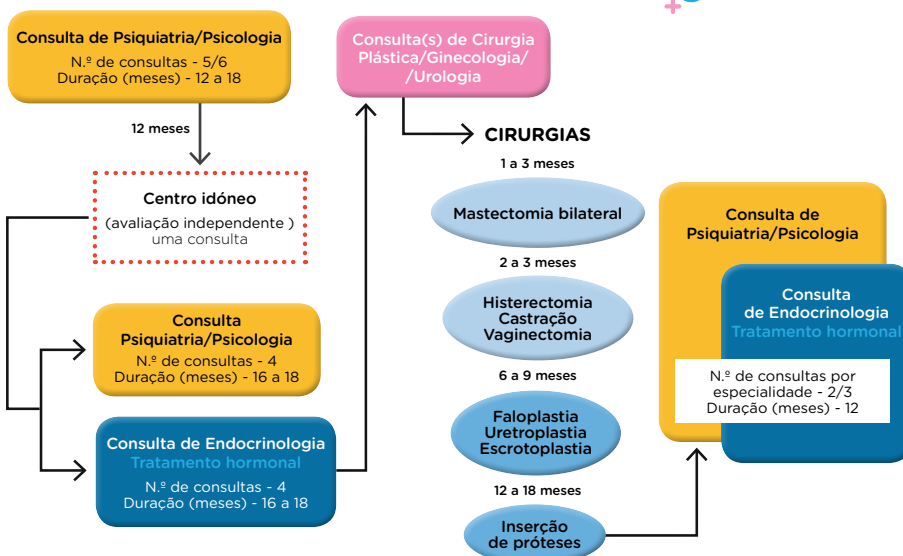 Consulta de Psiquiatria/Psicologia
N.º de consultas - 5/6
Duração (meses) - 12 a 18
12 meses
Centro idóneo
(avaliação independente )
uma consulta
Consulta
Psiquiatria/Psicologia
N.º de consultas - 4
Duração (meses) - 16 a 18
Consulta de Endocrinologia
Tratamento hormonal
N.º de consultas - 4
Duração (meses) - 16 a 18
Consulta(s) de Cirurgia
Plástica/Ginecologia/
/Urologia
CIRURGIAS
1 a 3 meses
Mastectomia bilateral
2 a 3 meses
Histerectomia
Castração
Vaginectomia
6 a 9 meses
Faloplastia
Uretroplastia
Escrotoplastia
12 a 18 meses
Inserção
de próteses
Consulta de
Psiquiatria/Psicologia
Consulta
de Endocrinologia
Tratamento hormonal
N.º de consultas por
especialidade - 2/3
Duração (meses) - 12